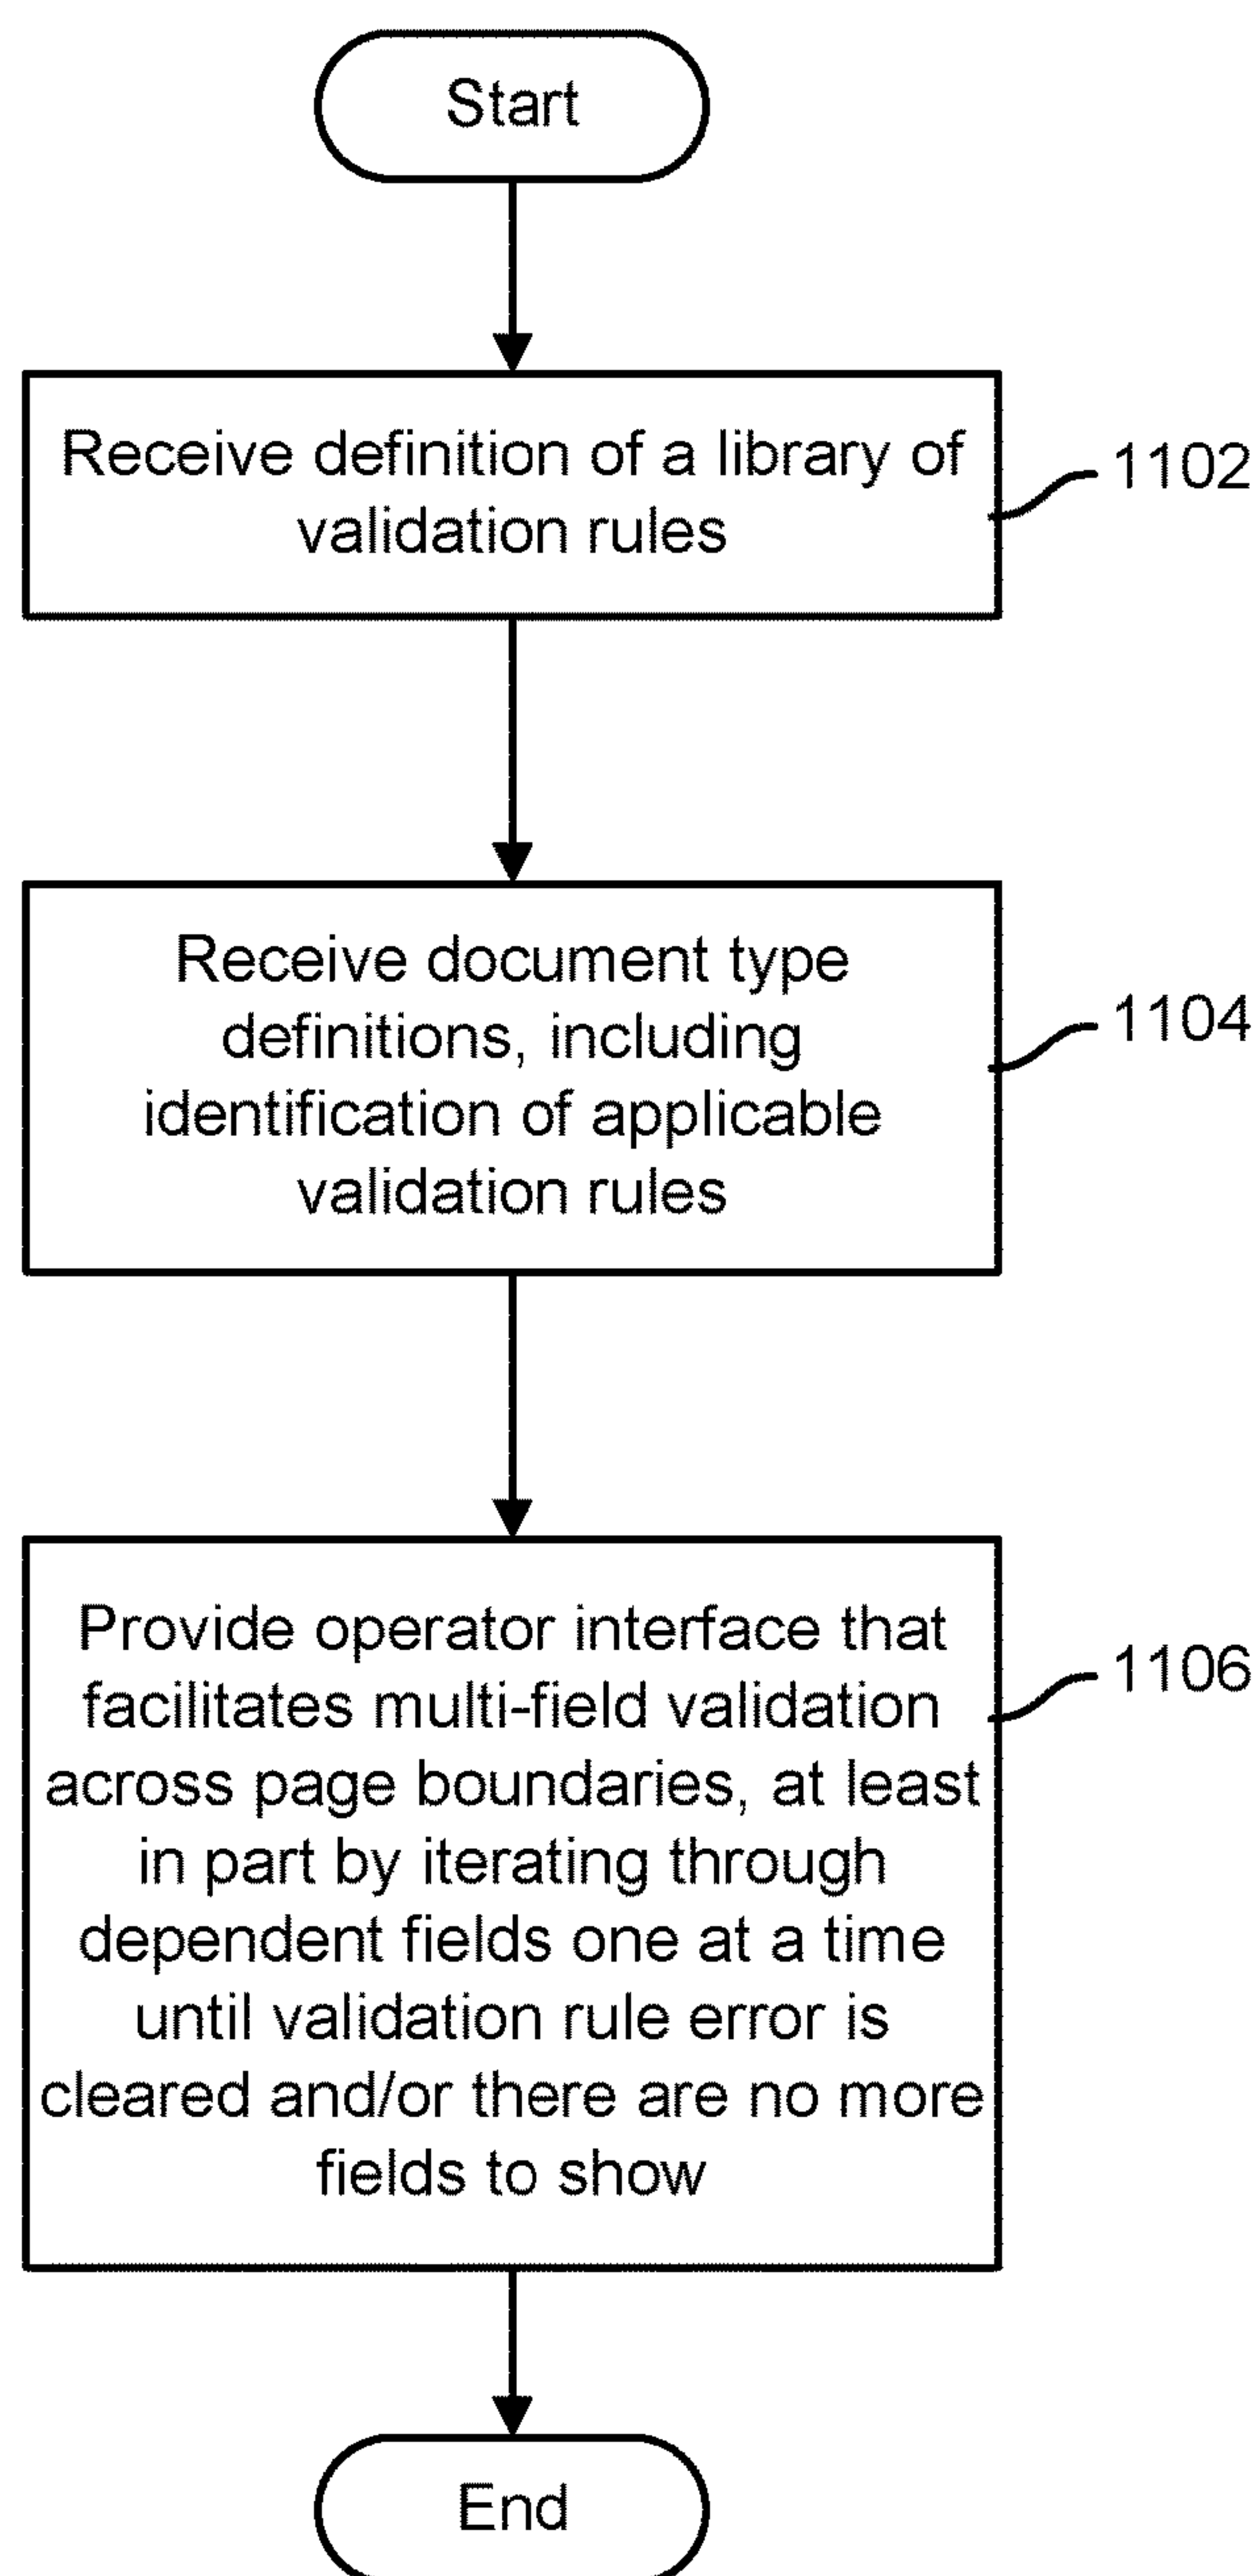 Start
Receive definition of a library of
validation rules
1102
Receive document type
definitions, including
identification of applicable
validation rules
1104
Provide operator interface that
facilitates multi-field validation
across page boundaries, at least
in part by iterating through
dependent fields one at a time
until validation rule error is
cleared and/or there are no more
fields to show
1106
End